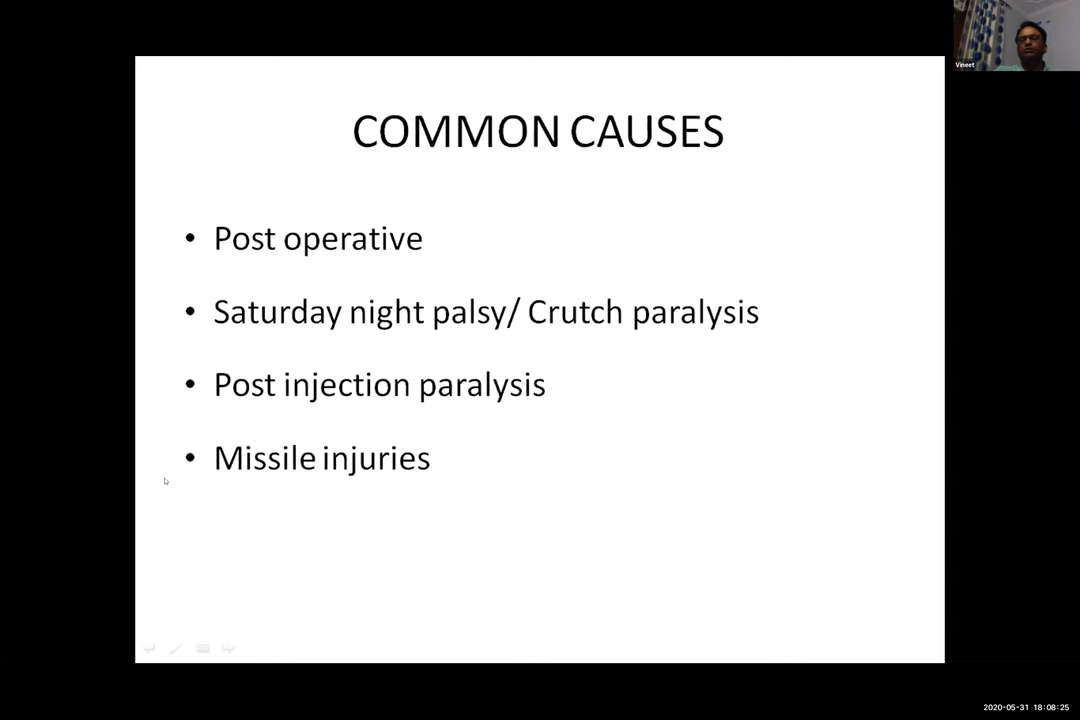 Vineet
COMMON CAUSES
• Post operative
• Saturday night palsy/ Crutch paralysis
• Post injection paralysis
• Missile injuries
2020-05-31 18:08:25